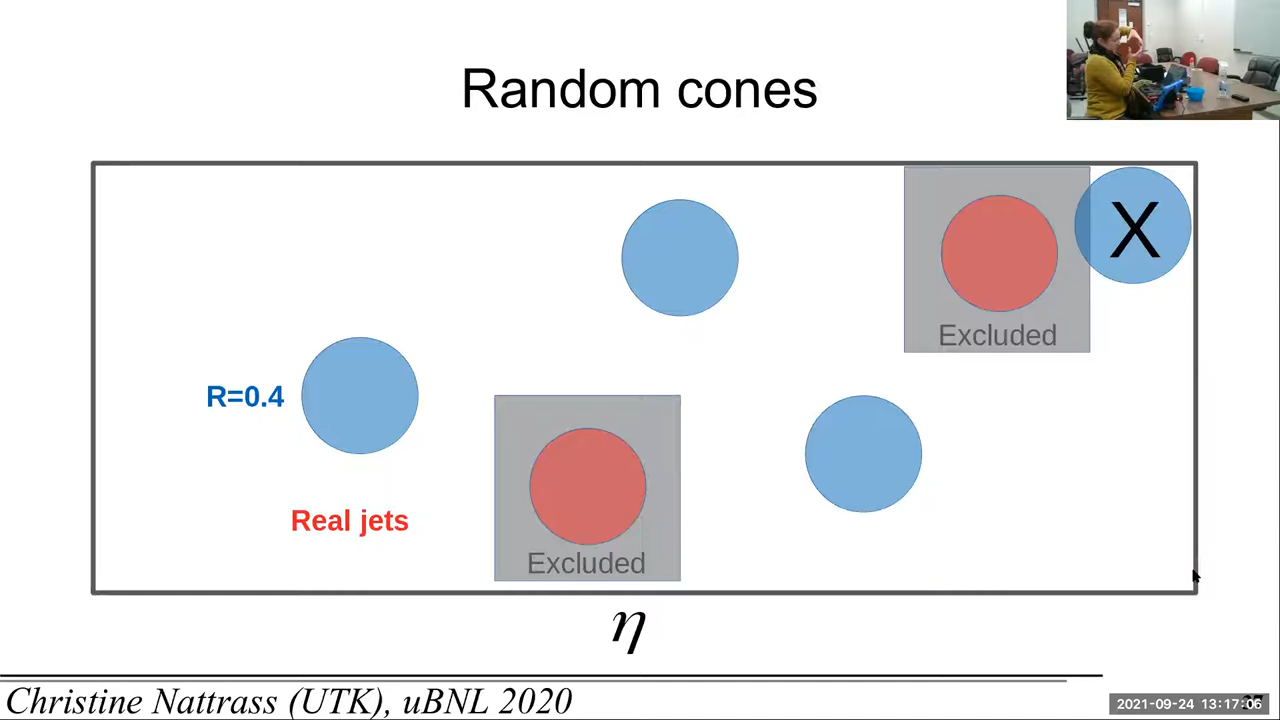 Random cones
X
Excluded
R=0.4
Real jets
Excluded
η
Christine Nattrass (UTK), uBNL 2020
2021-09-24 13:17:06